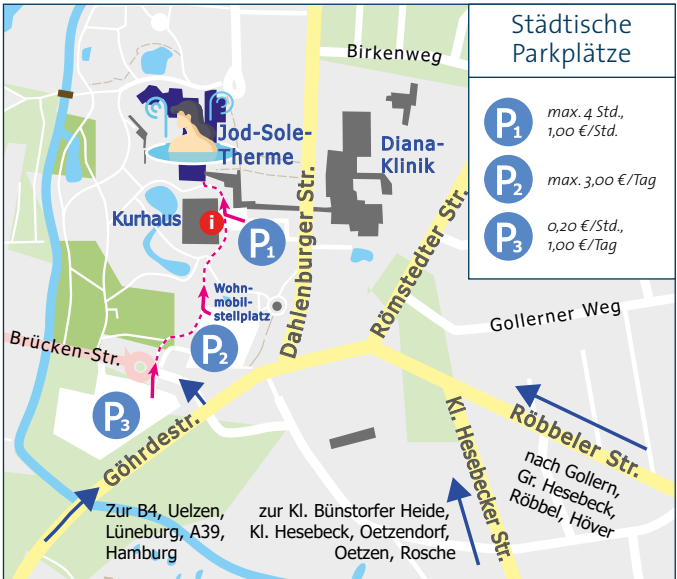 Städtische
Parkplätze
P1
max. 4 Std.,
1,00 €/Std.
P2
max. 3,00 €/Tag
P3
0,20 €/Std.,
1,00 €/Tag
Birkenweg
Jod-Sole-
Therme
Diana-
Klinik
Kurhaus
i
P1
Dahlenburger Str.
Römstedter Str.
Wohn-
mobil-
stellplatz
Gollerner Weg
Brücken-Str.
P2
P3
Göhrdestr.
Kl. Hesebecker Str.
Röbbeler Str.
nach Gollern,
Gr. Hesebeck,
Röbbel, Höver
Zur B4, Uelzen,
Lüneburg, A39,
Hamburg
zur Kl. Bünstorfer Heide,
Kl. Hesebeck, Oetzendorf,
Oetzen, Rosche